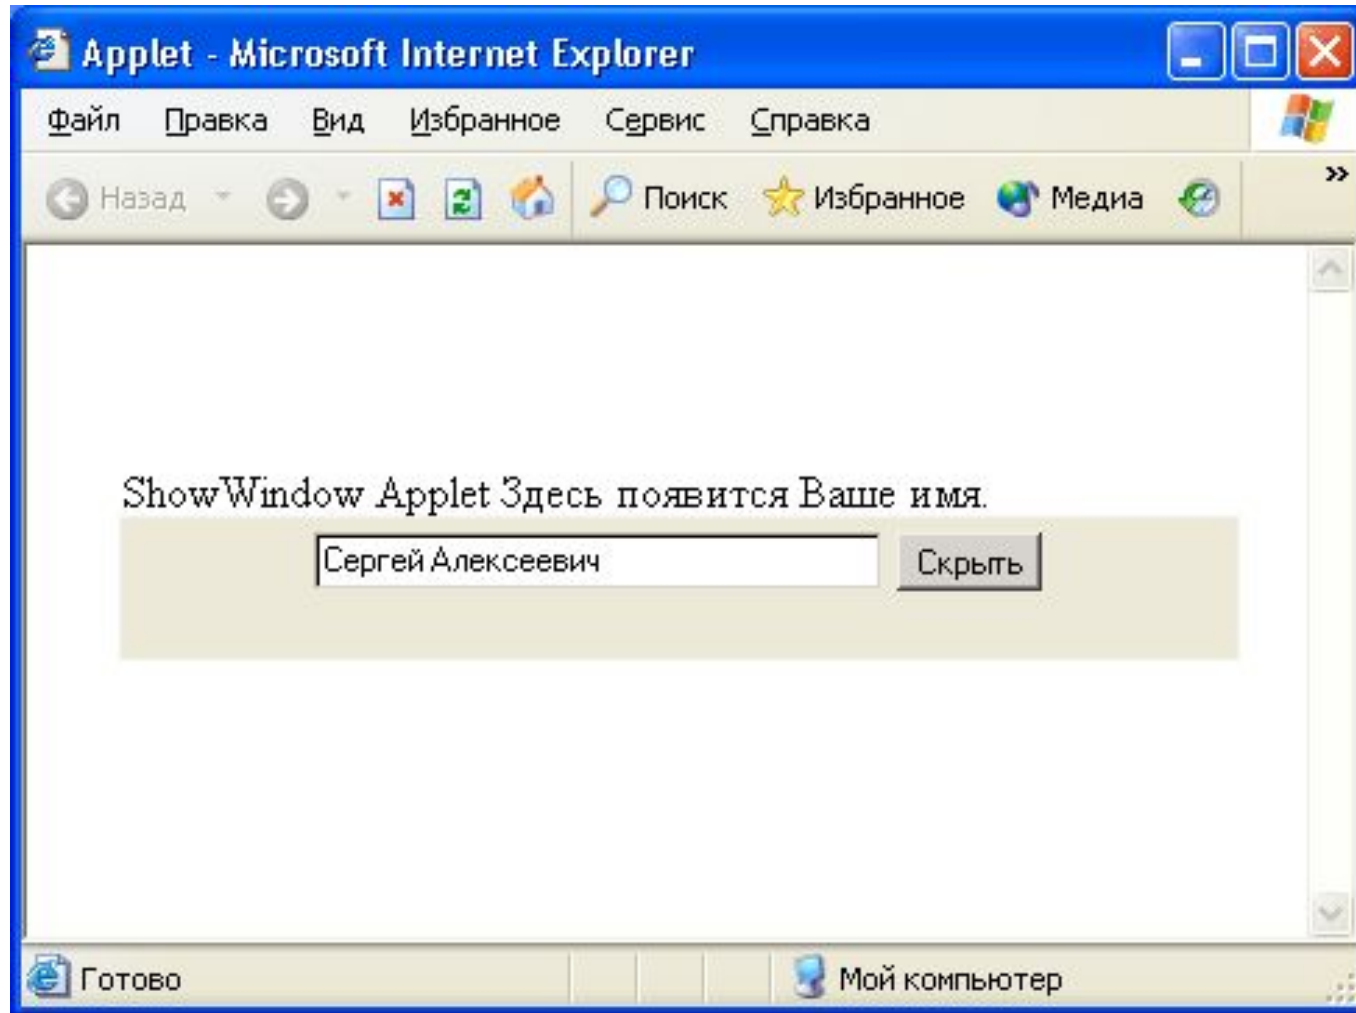 Applet - Microsoft Internet Explorer
Файл Правка Вид Избранное Сервис Справка
Назад Поиск Избранное Медиа »
ShowWindow Applet Здесь появится Ваше имя.
Сергей Алексеевич Скрыть
Готово Мой компьютер